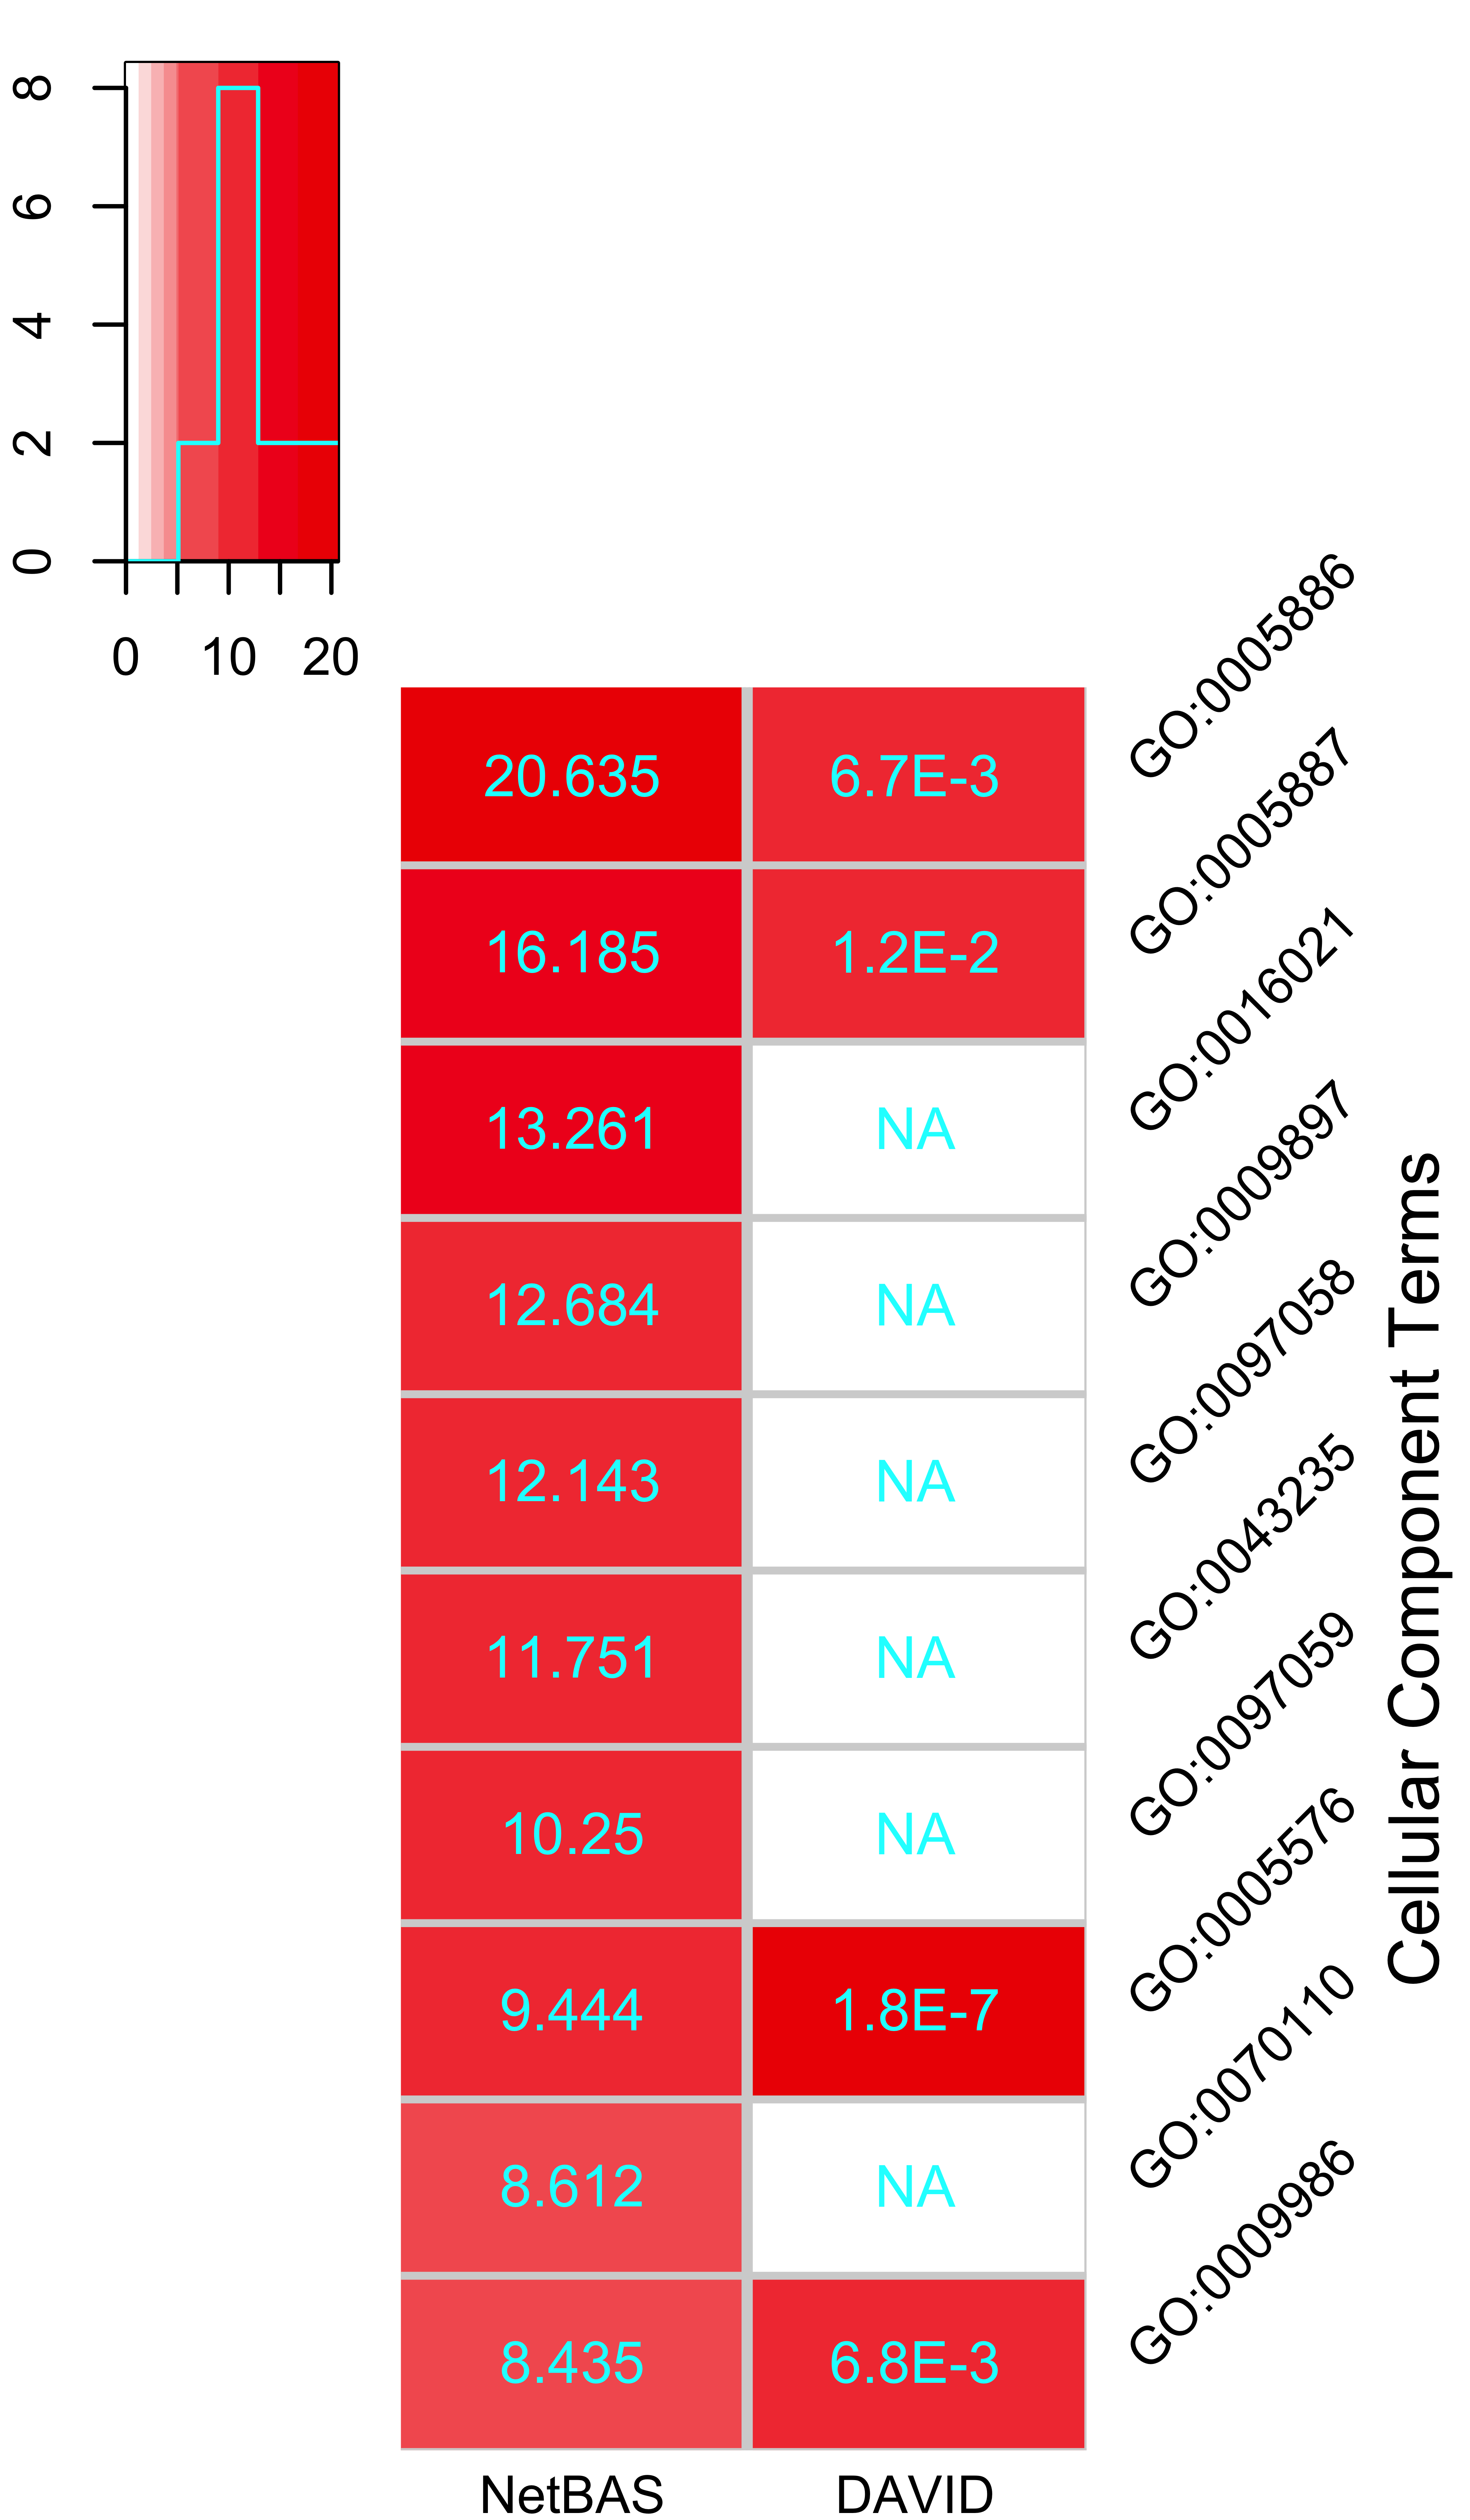 8
6
4
2
0
0 10 20
20.635 6.7E-3 GO:0005886
16.185 1.2E-2 GO:0005887
13.261 NA GO:0016021
12.684 NA GO:0009897
12.143 NA GO:0097058
11.751 NA GO:0043235
10.25 NA GO:0097059
9.444 1.8E-7 GO:0005576
8.612 NA GO:0070110
8.435 6.8E-3 GO:0009986
NetBAS DAVID
Cellular Component Terms